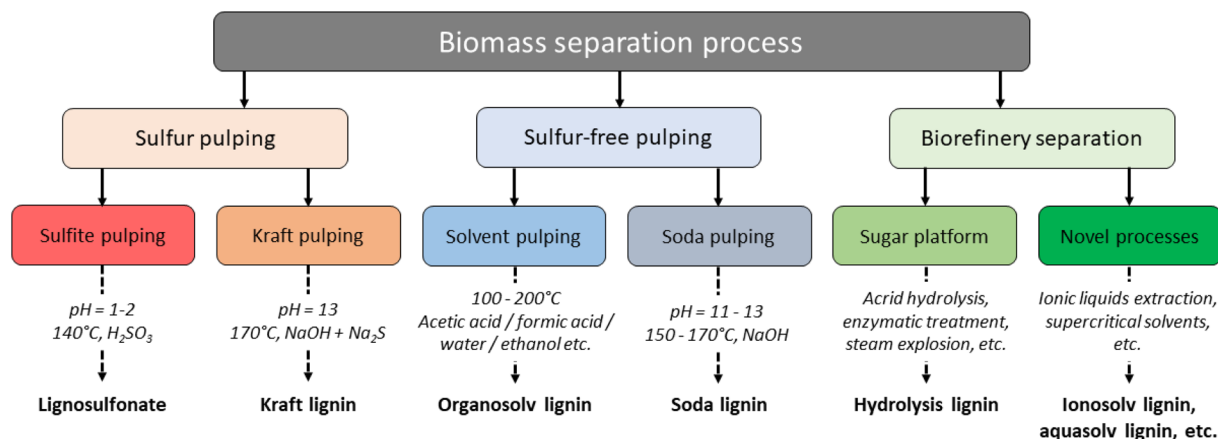 Biomass separation process
Sulfur pulping
Sulfur-free pulping
Biorefinery separation
Sulfite pulping
Kraft pulping
Solvent pulping
Soda pulping
Sugar platform
Novel processes
pH = 1-2
140°C, H₂SO₃
pH = 13
170°C, NaOH + Na₂S
100 - 200°C
Acetic acid / formic acid /
water / ethanol etc.
pH = 11 - 13
150 - 170°C, NaOH
Acrid hydrolysis,
enzymatic treatment,
steam explosion, etc.
Ionic liquids extraction,
supercritical solvents,
etc.
Lignosulfonate
Kraft lignin
Organosolv lignin
Soda lignin
Hydrolysis lignin
Ionosolv lignin,
aquasolv lignin, etc.